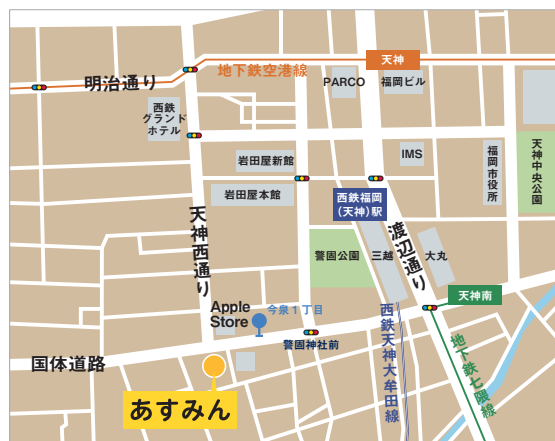 天神
地下鉄空港線
明治通り
PARCO
福岡ビル
西鉄
グランド
ホテル
岩田屋新館
IMS
福岡市役所
天神中央公園
岩田屋本館
西鉄福岡
(天神)駅
天神西通り
渡辺通り
警固公園
三越
大丸
天神南
Apple
Store
今泉1丁目
西鉄天神大牟田線
警固神社前
地下鉄七隈線
国体道路
あすみん